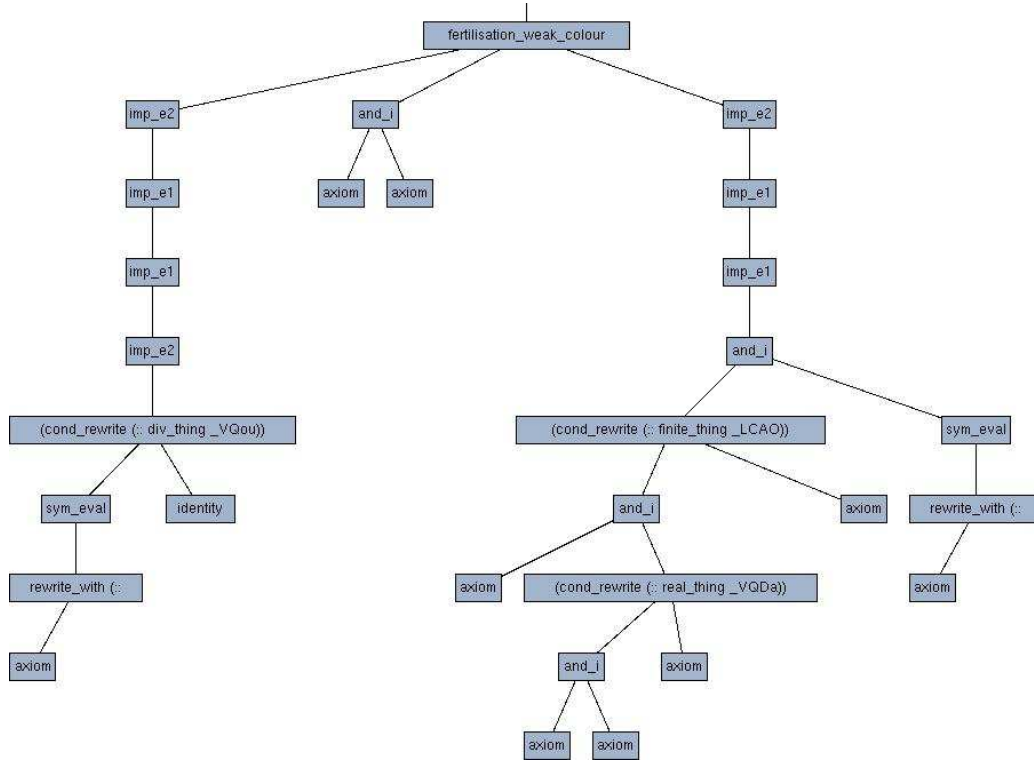 fertilisation_weak_colour
imp_e2 and_i imp_e2
imp_e1 axiom axiom imp_e1
imp_e1 imp_e1
imp_e2 and_i
(cond_rewrite (:: div_thing _VQou)) (cond_rewrite (:: finite_thing _LCAO)) sym_eval
sym_eval identity and_i axiom rewrite_with (::
rewrite_with (:: axiom (cond_rewrite (:: real_thing _VQDa)) axiom
axiom and_i axiom
axiom axiom